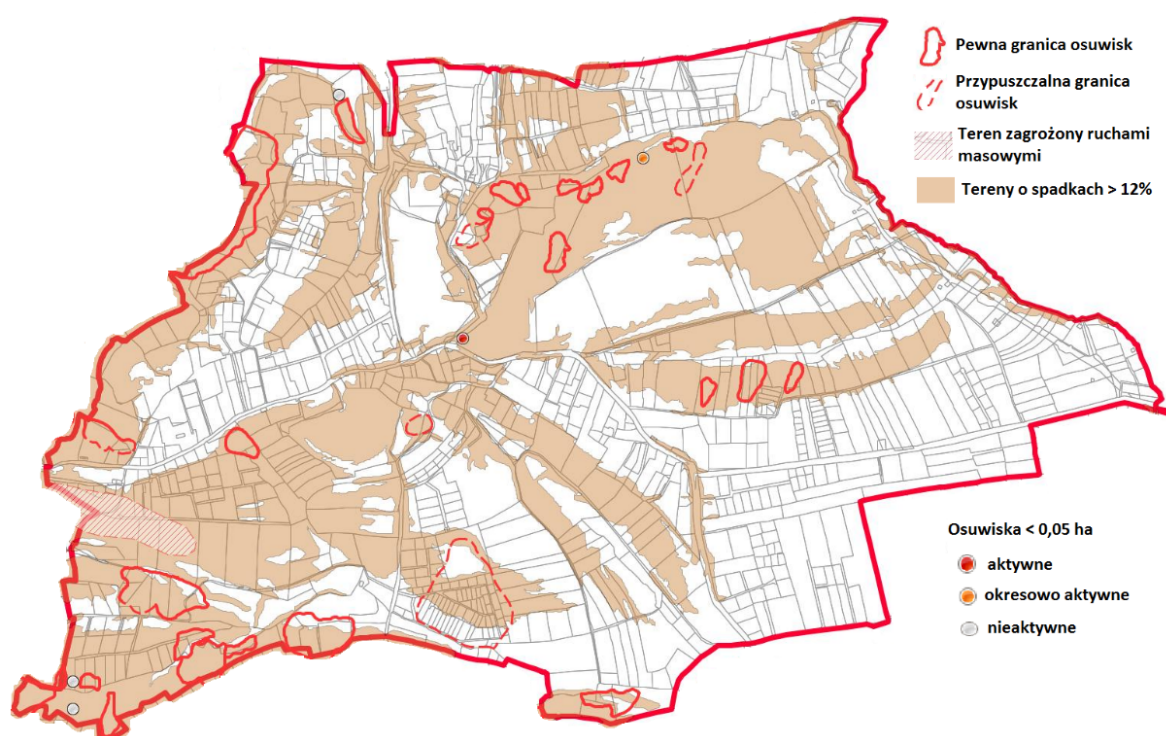 Pewna granica osuwisk
Przypuszczalna granica
osuwisk
Teren zagrożony ruchami
masowymi
Tereny o spadkach > 12%
Osuwiska < 0,05 ha
aktywne
okresowo aktywne
nieaktywne